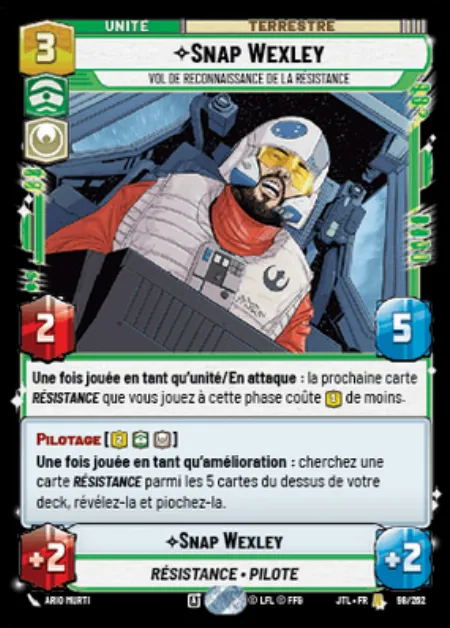 UNITÉ TERRESTRE
3 Snap Wexley
VOL DE RECONNAISSANCE DE LA RÉSISTANCE
2 5
Une fois jouée en tant qu'unité/En attaque : la prochaine carte
RÉSISTANCE que vous jouez à cette phase coûte 1 de moins.
PILOTAGE [2]
Une fois jouée en tant qu'amélioration : cherchez une
carte RÉSISTANCE parmi les 5 cartes du dessus de votre
deck, révélez-la et piochez-la.
+2 Snap Wexley +2
RÉSISTANCE • PILOTE
ARIO MURTI A © LFL © FFG JTL • FR 98/262